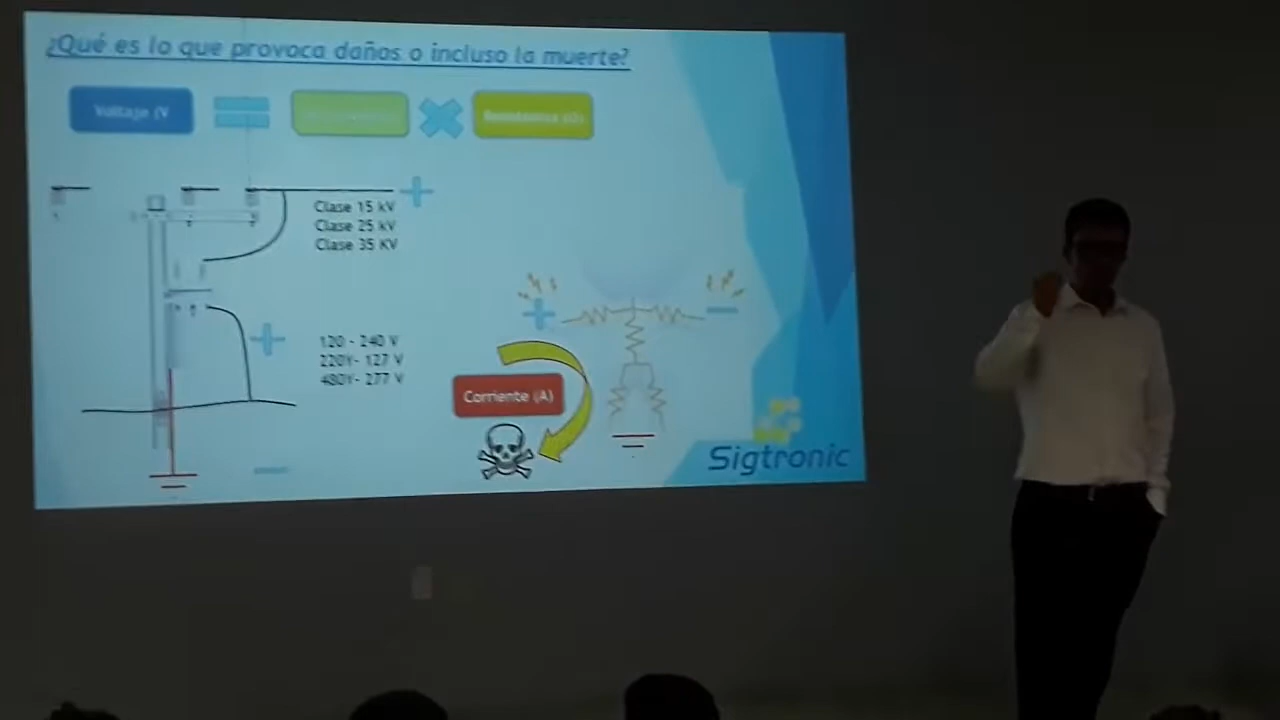 ¿Qué es lo que provoca daños o incluso la muerte?
Voltaje (V
Resistencia (Ω)
Clase 15 kV
Clase 25 kV
Clase 35 KV
120 - 240 V
220Y- 127 V
480Y- 277 V
Corriente (A)
Sigtronic